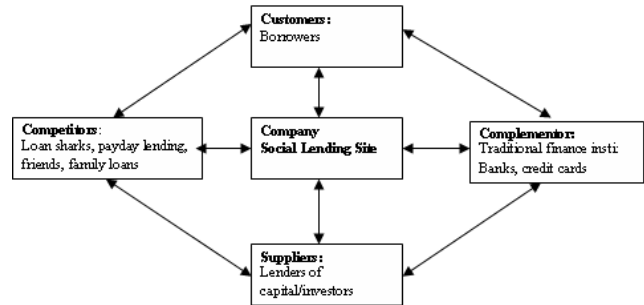 Customers:
Borrowers
Competitors:
Loan sharks, payday lending,
friends, family loans
Company
Social Lending Site
Complementor:
Traditional finance insti:
Banks, credit cards
Suppliers:
Lenders of
capital/investors